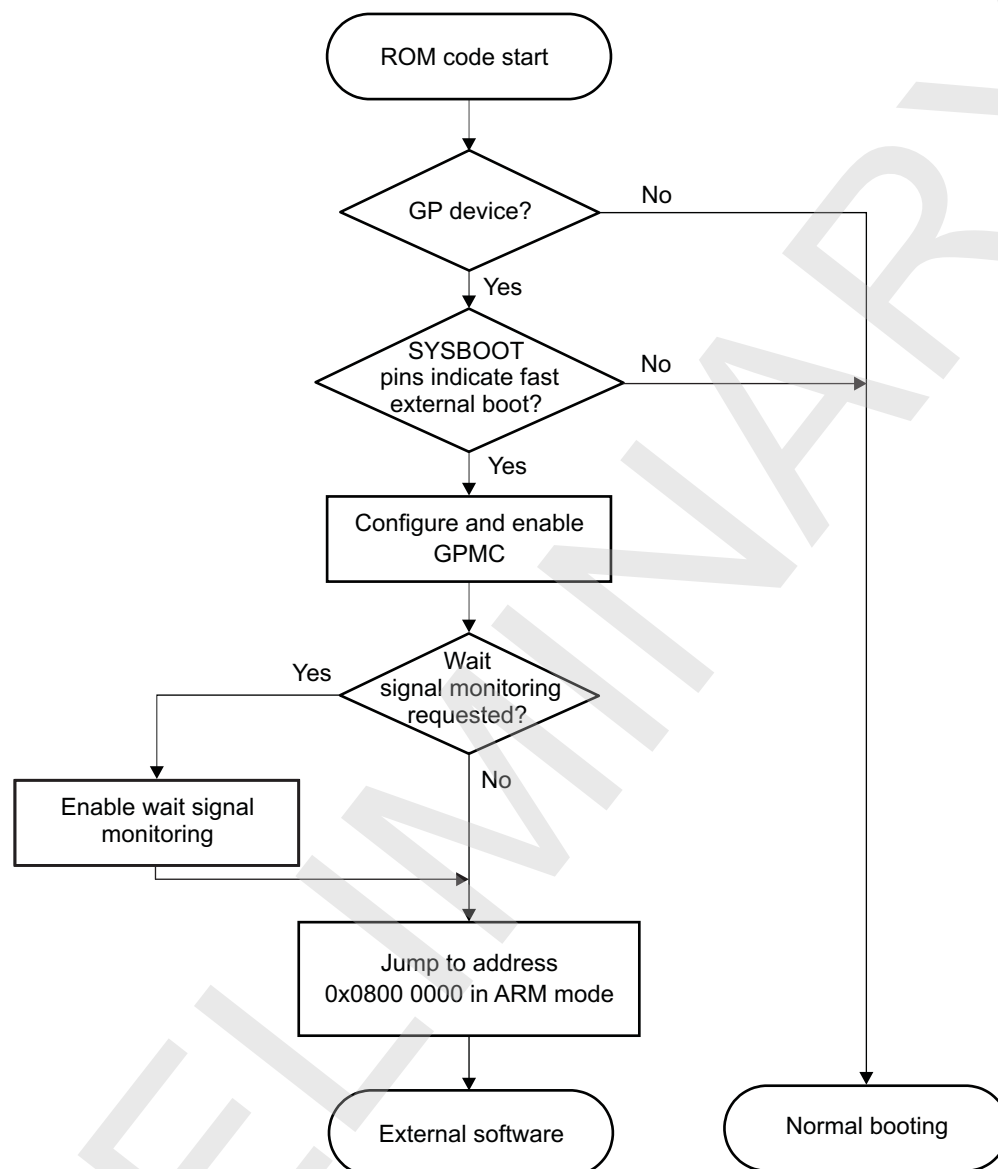 ROM code start
GP device?
No
Yes
SYSBOOT
pins indicate fast
external boot?
No
Yes
Configure and enable
GPMC
Wait
signal monitoring
requested?
Yes
No
Enable wait signal
monitoring
Jump to address
0x0800 0000 in ARM mode
External software
Normal booting
ELIMINARY